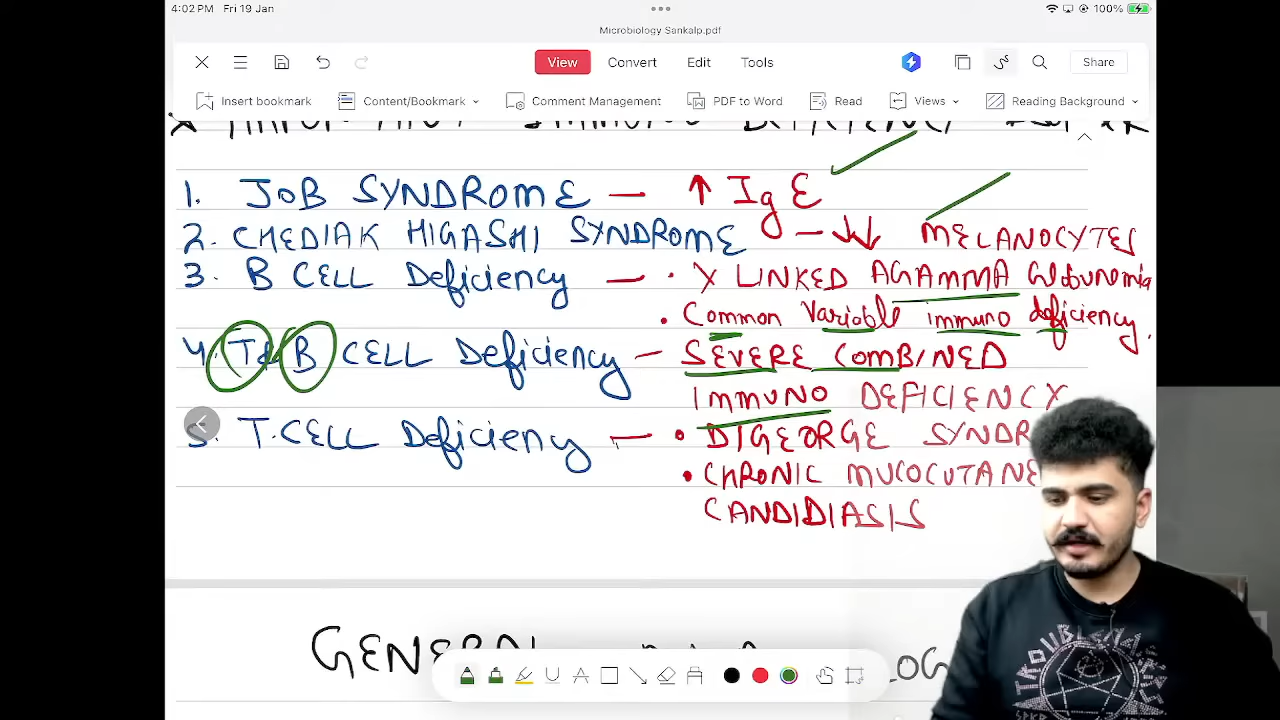 4:02 PM Fri 19 Jan
100%
Microbiology Sankalp.pdf
View Convert Edit Tools Share
Insert bookmark Content/Bookmark Comment Management PDF to Word Read Views Reading Background
1. JOB SYNDROME — ↑ IgE
2. CHEDIAK HIGASHI SYNDROME — ↓↓ MELANOCYTES
3. B CELL Deficiency — • X LINKED AGAMMA
• Common Variable immuno deficiency.
4. T & B CELL Deficiency — SEVERE COMBINED
IMMUNO DEFICIENCY
5. T.CELL Deficieny — • DIGEORGE SYNDR
• CHRONIC MUCOCUTANE
CANDIDIASIS
GENERAL